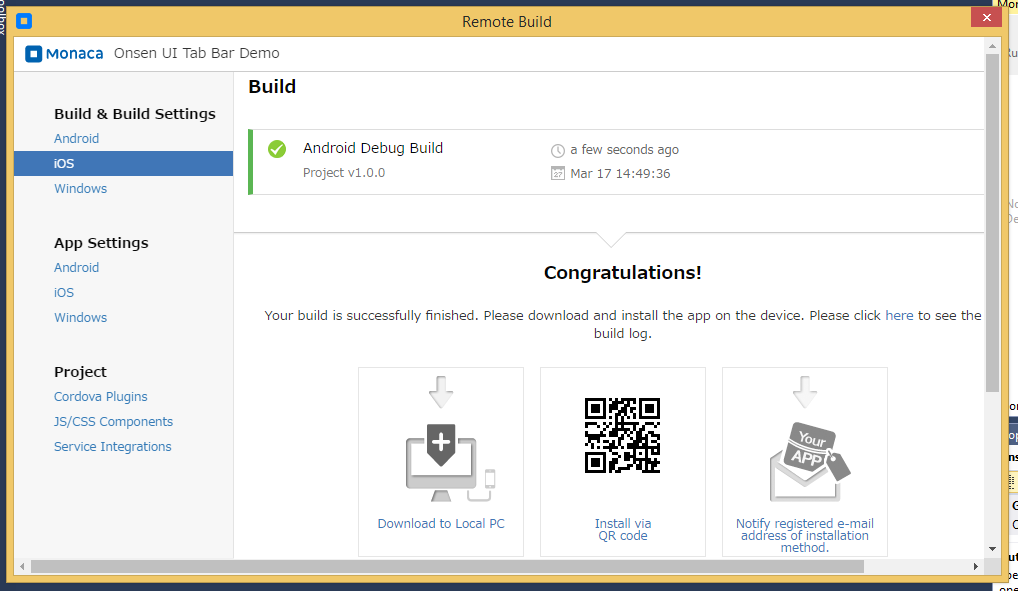 Remote Build
Monaca Onsen UI Tab Bar Demo
Build & Build Settings
Android
iOS
Windows
App Settings
Android
iOS
Windows
Project
Cordova Plugins
JS/CSS Components
Service Integrations
Build
Android Debug Build
Project v1.0.0
a few seconds ago
27
Mar 17 14:49:36
Congratulations!
Your build is successfully finished. Please download and install the app on the device. Please click here to see the
build log.
Download to Local PC
Install via
QR code
Your
APP
Notify registered e-mail
address of installation
method.